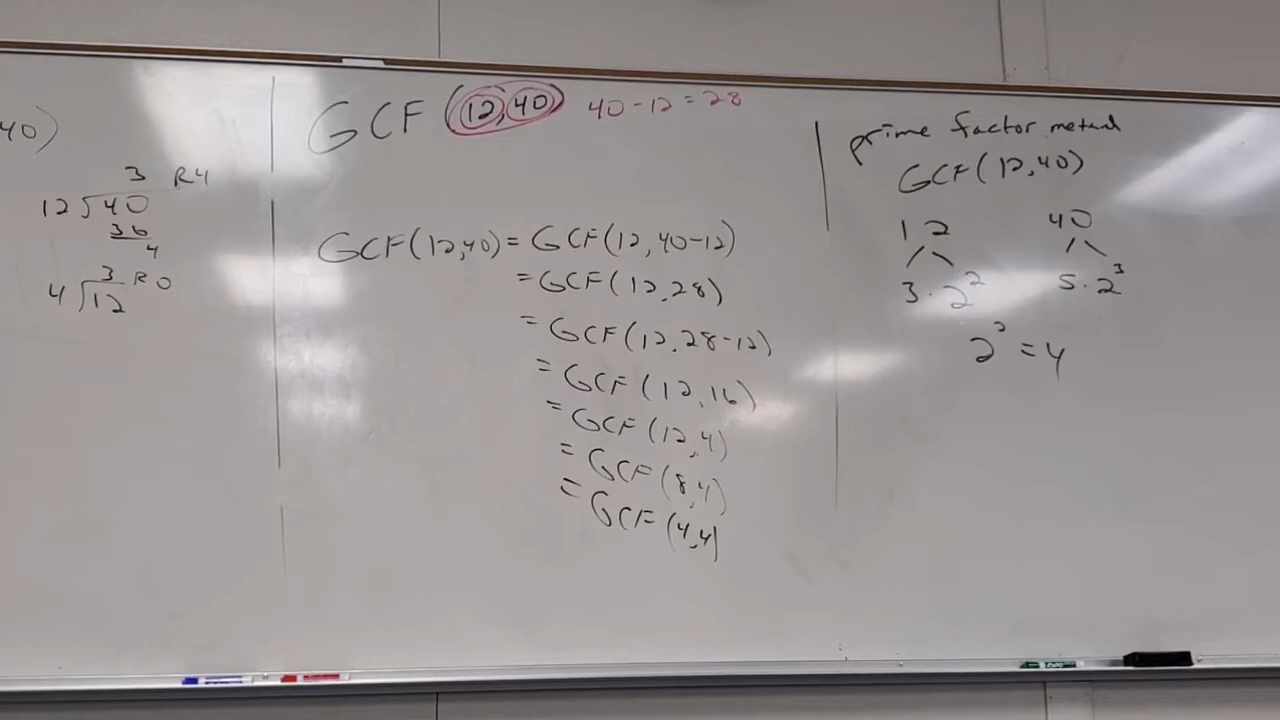 40)
3 R4
12)40
36
4
3 R0
4)12
GCF (12,40) 40-12=28
GCF(12,40) = GCF(12,40-12)
= GCF(12,28)
= GCF(12,28-12)
= GCF(12,16)
= GCF(12,4)
= GCF(8,4)
= GCF(4,4)
prime factor method
GCF(12,40)
12 40
3·2² 5·2³
2² = 4